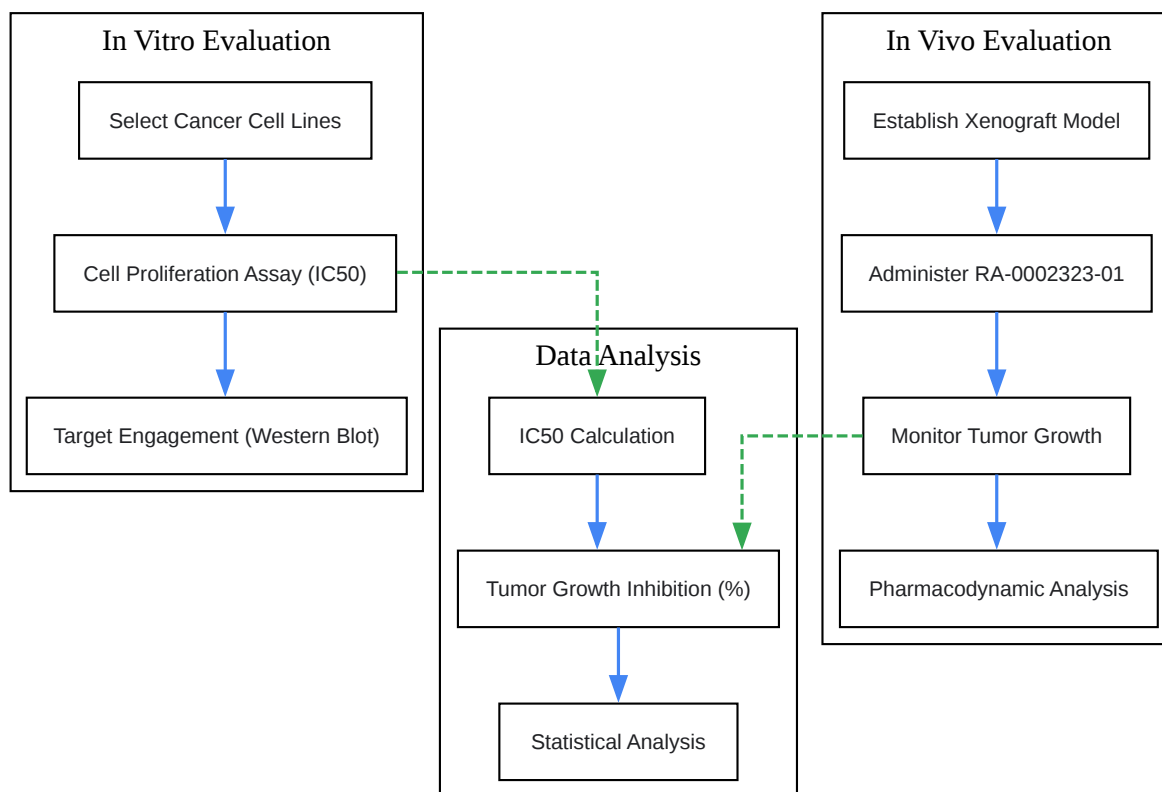 In Vitro Evaluation
Select Cancer Cell Lines
Cell Proliferation Assay (IC50)
Target Engagement (Western Blot)
Data Analysis
IC50 Calculation
Tumor Growth Inhibition (%)
Statistical Analysis
In Vivo Evaluation
Establish Xenograft Model
Administer RA-0002323-01
Monitor Tumor Growth
Pharmacodynamic Analysis